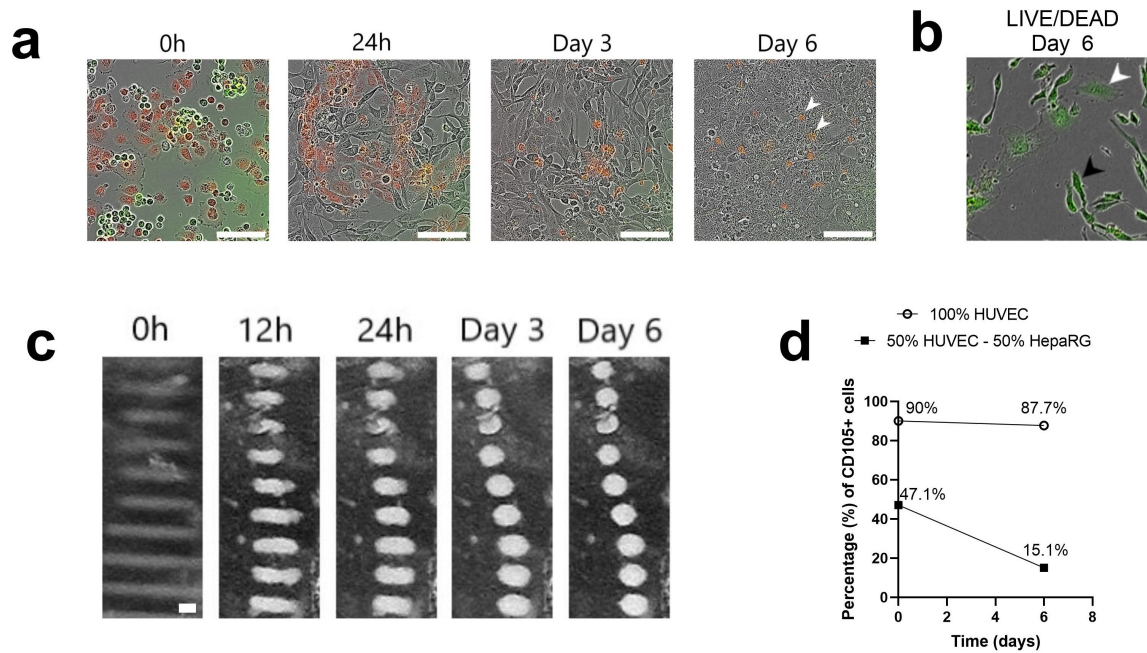 a
0h
24h
Day 3
Day 6
b
LIVE/DEAD
Day 6
c
0h
12h
24h
Day 3
Day 6
d
100% HUVEC
50% HUVEC - 50% HepaRG
Percentage (%) of CD105+ cells
100
80
60
40
20
0
90%
87.7%
47.1%
15.1%
0
2
4
6
8
Time (days)